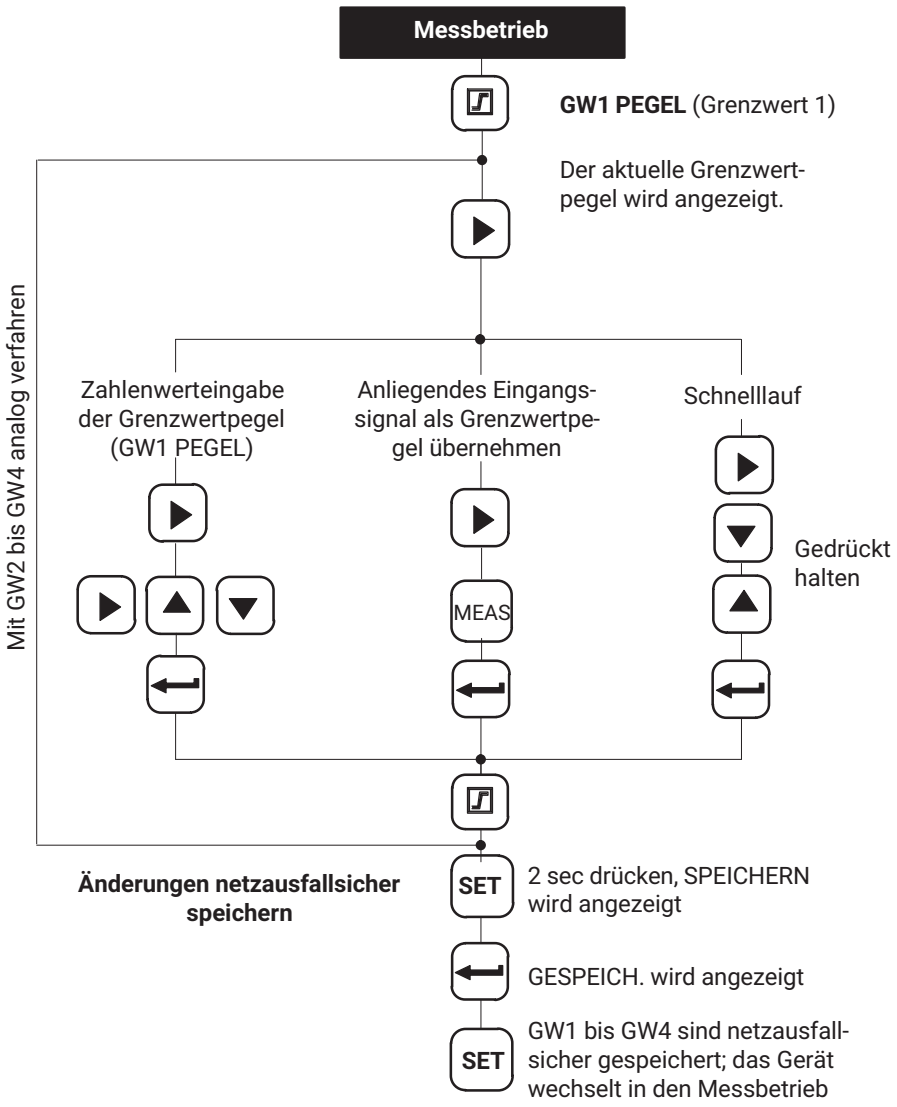 Messbetrieb
GW1 PEGEL (Grenzwert 1)
Der aktuelle Grenzwert-
pegel wird angezeigt.
Mit GW2 bis GW4 analog verfahren
Zahlenwerteingabe
der Grenzwertpegel
(GW1 PEGEL)
Anliegendes Eingangs-
signal als Grenzwertpe-
gel übernehmen
MEAS
Schnelllauf
Gedrückt
halten
Änderungen netzausfallsicher
speichern
SET
2 sec drücken, SPEICHERN
wird angezeigt
GESPEICH. wird angezeigt
SET
GW1 bis GW4 sind netzausfall-
sicher gespeichert; das Gerät
wechselt in den Messbetrieb